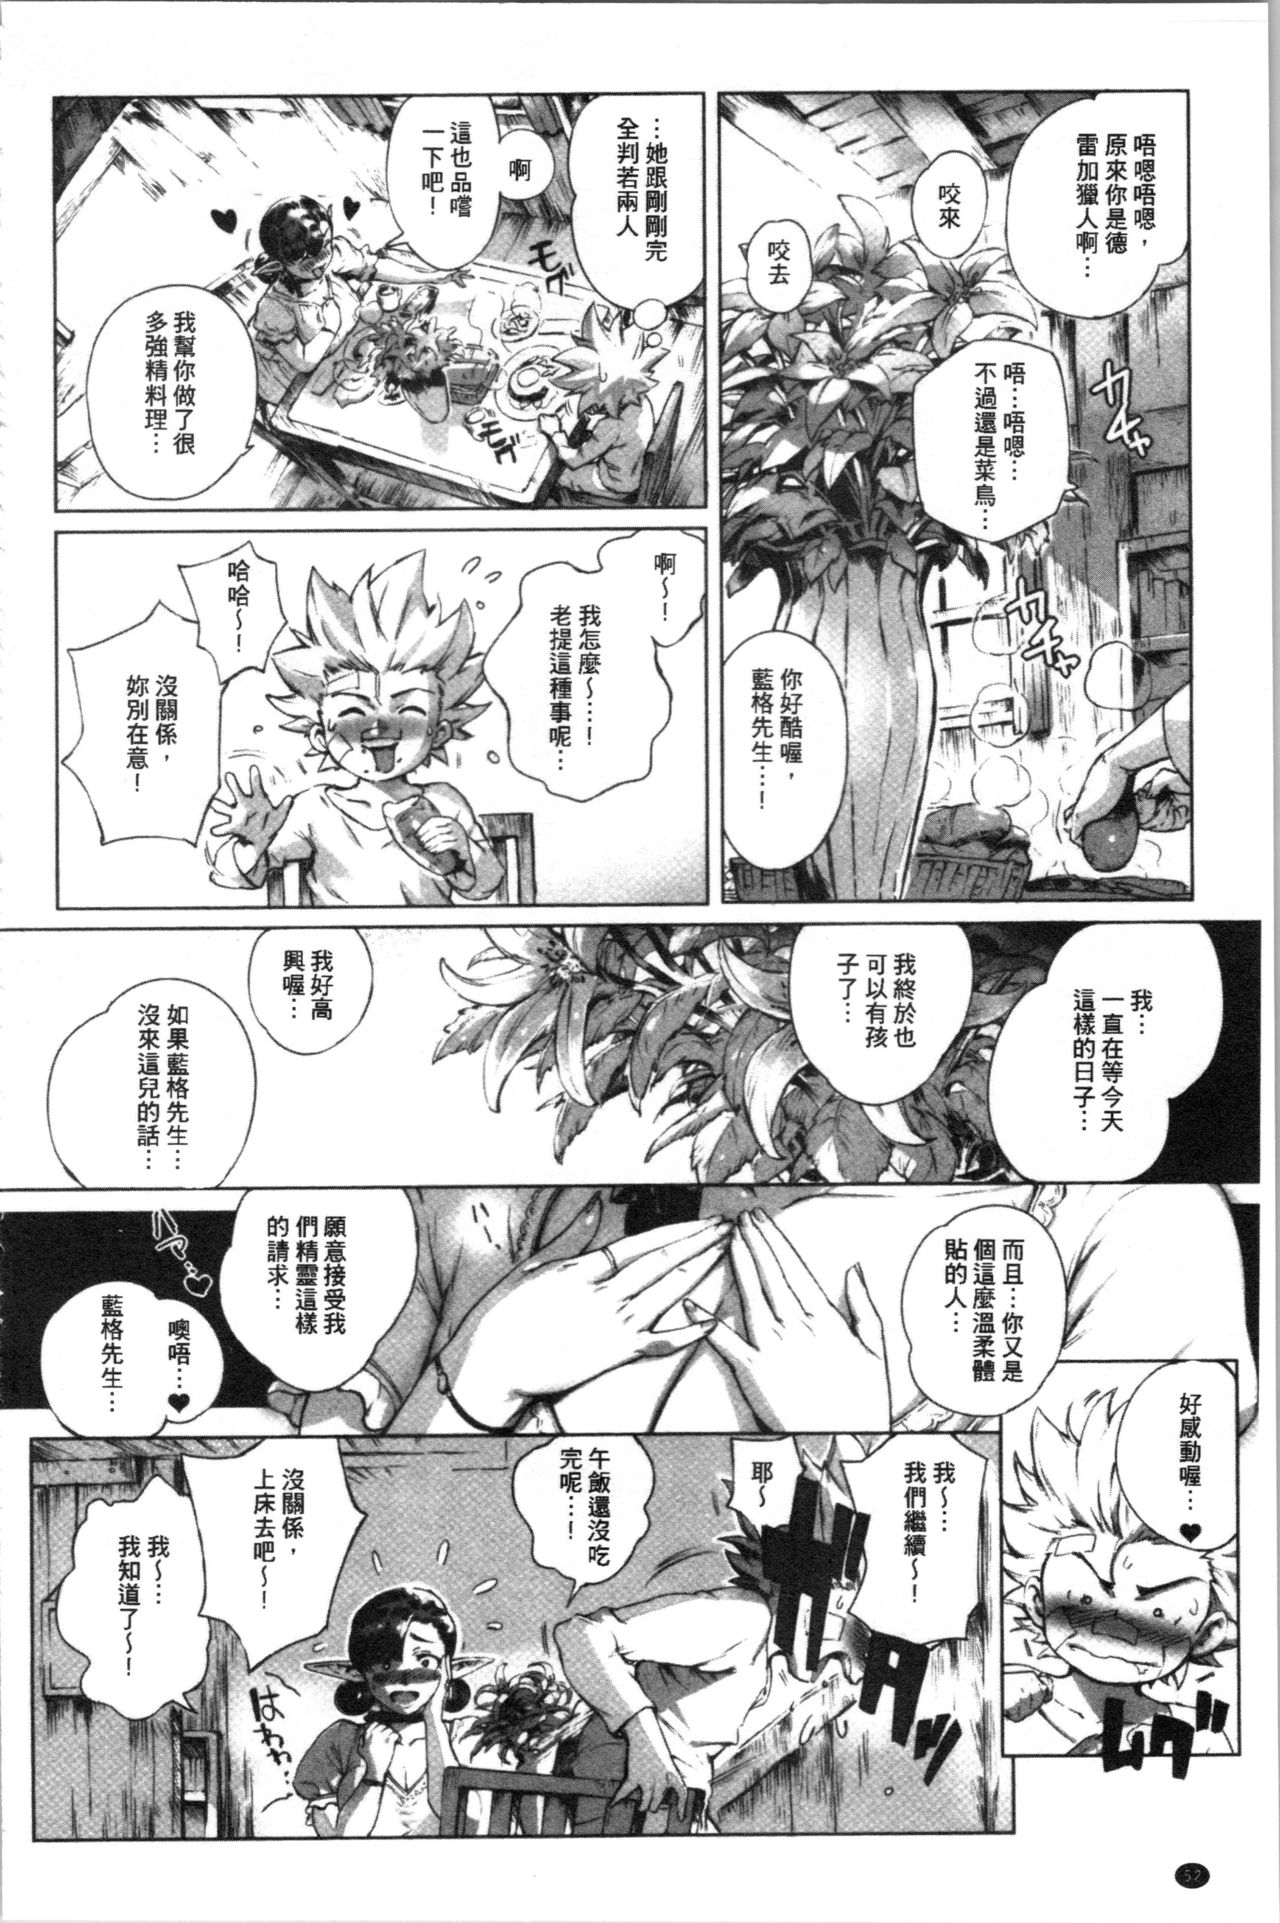 唔嗯唔嗯，
原來你是德
雷加獵人啊…
咬來
咬去
唔…唔嗯…
不過還是菜鳥…
ガチャ
カチャ
你好酷喔，
藍格先生…！
…她跟剛剛完
全判若兩人
啊
這也品嚐
一下吧！
モグ
モグ
我幫你做了很
多強精料理…
啊～！
我怎麼～…！
老提這種事呢…
哈哈～！
沒關係，
妳別在意！
我…
一直在等今天
這樣的日子…
我終於也
可以有孩
子了…
我好高
興喔…
如果藍格先生…
沒來這兒的話…
而且…你又是
個這麼溫柔體
貼的人…
願意接受我
們精靈這樣
的請求…
噢唔…♥
藍格先生…
好感動喔…♥
ムク
我～…
我們繼續～！
耶～
ガタッ
午飯還沒吃
完呢…！
沒關係，
上床去吧～！
はわわ…
我～…
我知道了～！
52